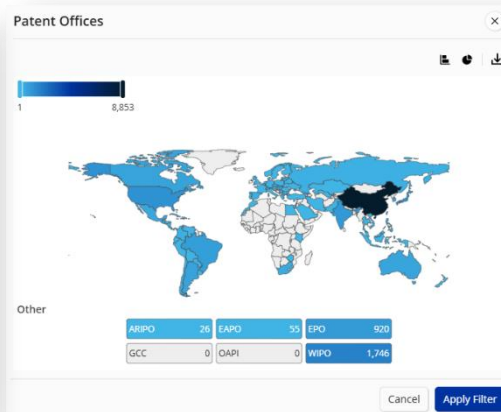 Patent Offices
1 8,853
Other
ARIPO 26 EAPO 55 EPO 920
GCC 0 OAPI 0 WIPO 1,746
Cancel Apply Filter